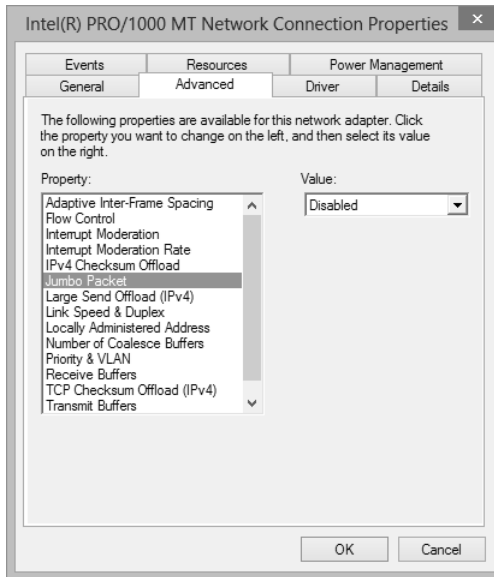 Intel(R) PRO/1000 MT Network Connection Properties
Events Resources Power Management
General Advanced Driver Details
The following properties are available for this network adapter. Click
the property you want to change on the left, and then select its value
on the right.
Property: Value:
Adaptive Inter-Frame Spacing Disabled
Flow Control
Interrupt Moderation
Interrupt Moderation Rate
IPv4 Checksum Offload
Jumbo Packet
Large Send Offload (IPv4)
Link Speed & Duplex
Locally Administered Address
Number of Coalesce Buffers
Priority & VLAN
Receive Buffers
TCP Checksum Offload (IPv4)
Transmit Buffers
OK Cancel